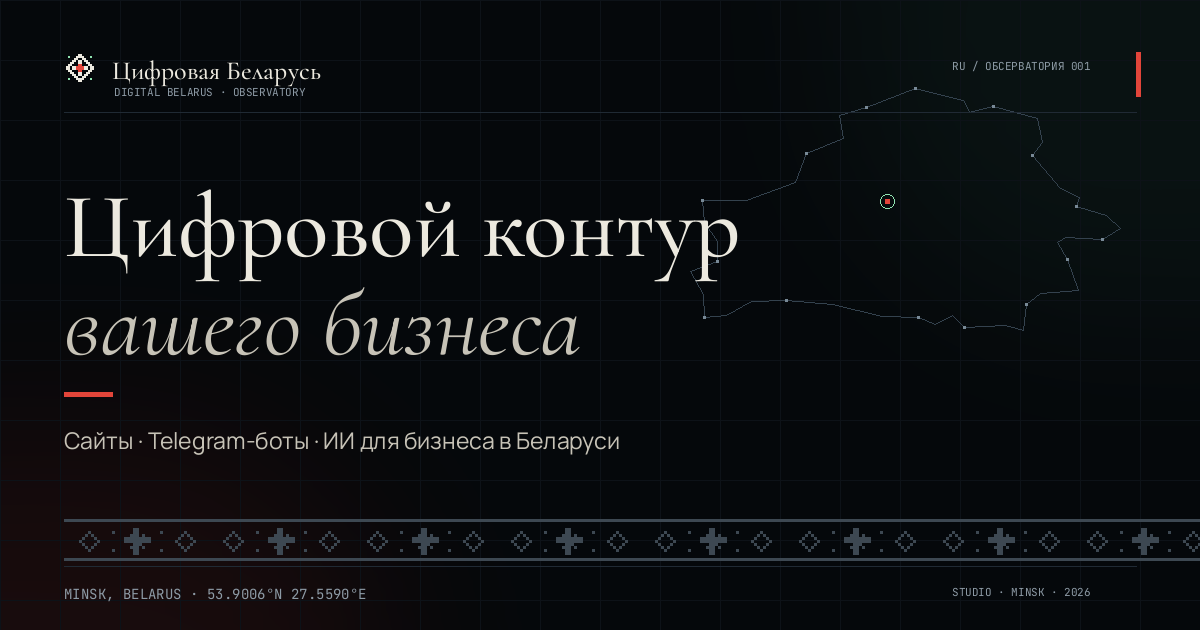 Цифровая Беларусь
DIGITAL BELARUS · OBSERVATORY
RU / ОБСЕРВАТОРИЯ 001
Цифровой контур
вашего бизнеса
Сайты · Telegram-боты · ИИ для бизнеса в Беларуси
MINSK, BELARUS · 53.9006°N 27.5590°E
STUDIO · MINSK · 2026